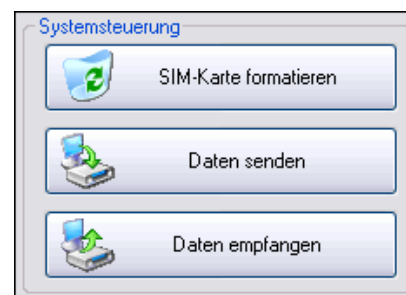 Systemsteuerung
SIM-Karte formatieren
Daten senden
Daten empfangen